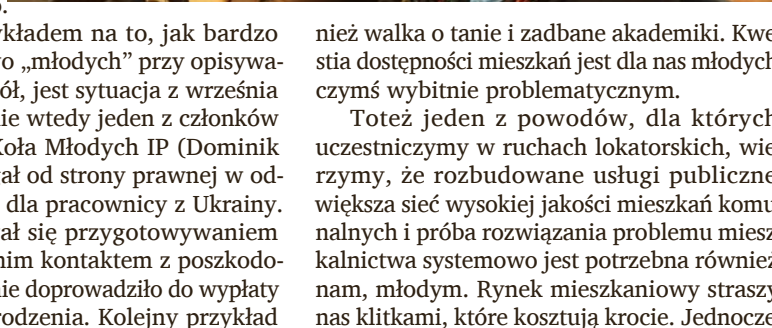 ykładem na to, jak bardzo
o „młodych” przy opisywa-
ół, jest sytuacja z września
ie wtedy jeden z członków
Koła Młodych IP (Dominik
ał od strony prawnej w od-
dla pracownicy z Ukrainy.
ał się przygotowywaniem
nim kontaktem z poszkodo-
nie doprowadziło do wypłaty
rodzenia. Kolejny przykład
nież walka o tanie i zadbane akademiki. Kwe
stia dostępności mieszkań jest dla nas młodych
czymś wybitnie problematycznym.
Toteż jeden z powodów, dla których
uczestniczymy w ruchach lokatorskich, wie
rzymy, że rozbudowane usługi publiczne
większa sieć wysokiej jakości mieszkań komu
nalnych i próba rozwiązania problemu miesz
kalnictwa systemowo jest potrzebna również
nam, młodym. Rynek mieszkaniowy straszy
nas klitkami, które kosztują krocie. Jednocze